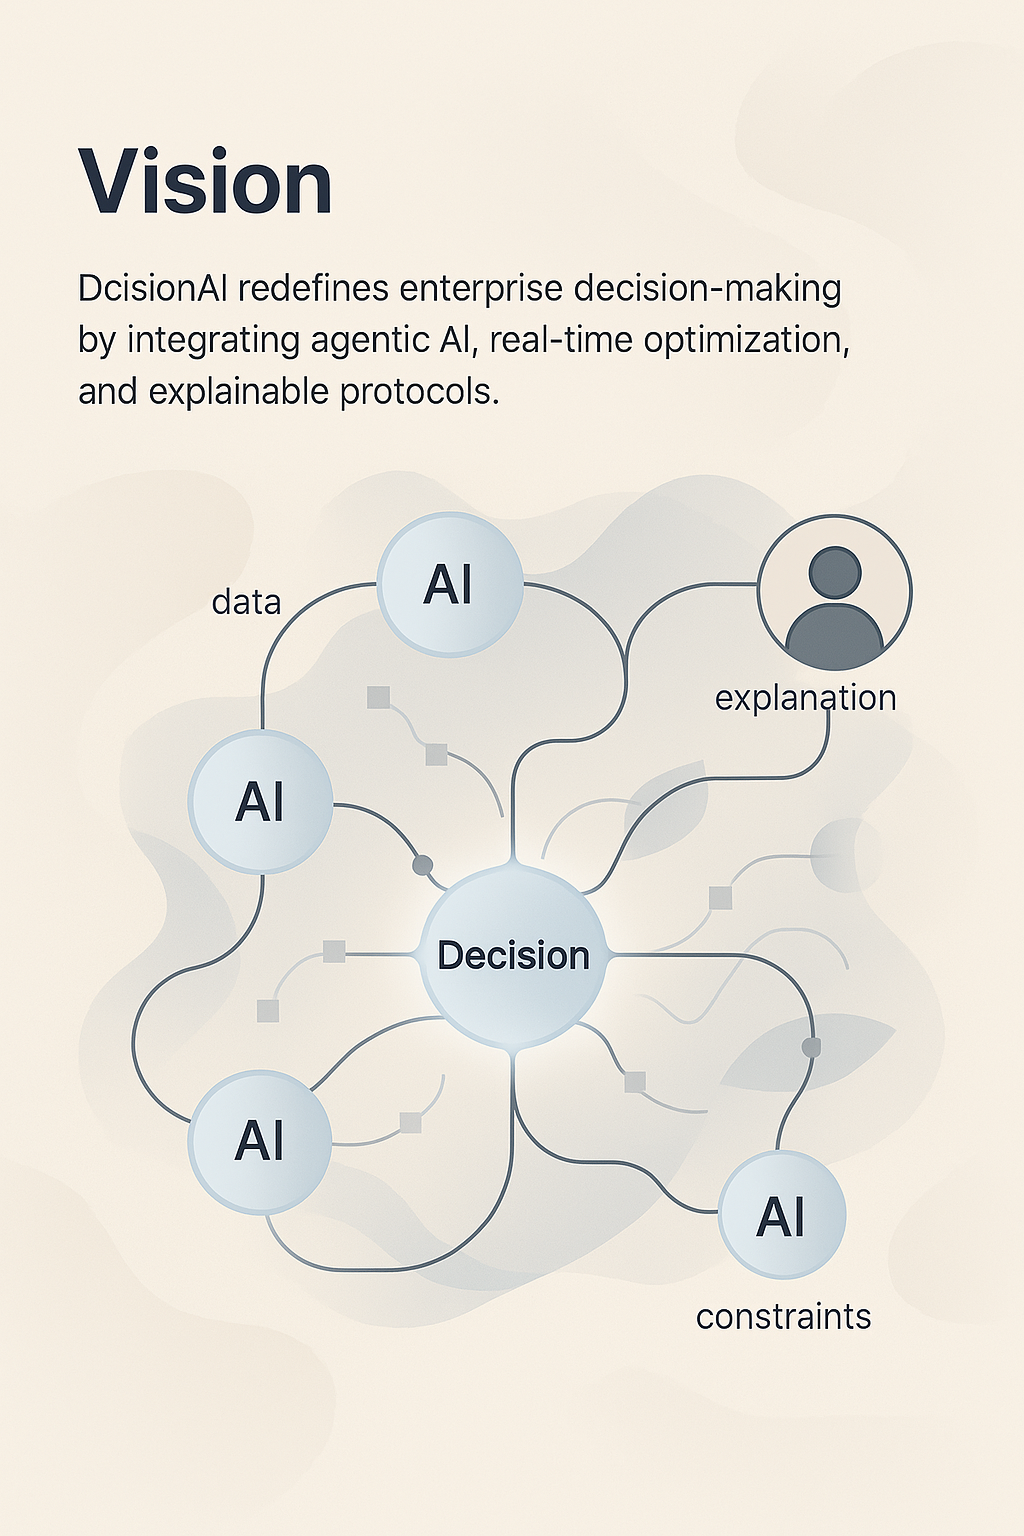 Vision
DcisionAI redefines enterprise decision-making
by integrating agentic AI, real-time optimization,
and explainable protocols.
AI
data
explanation
AI
Decision
AI
AI
constraints